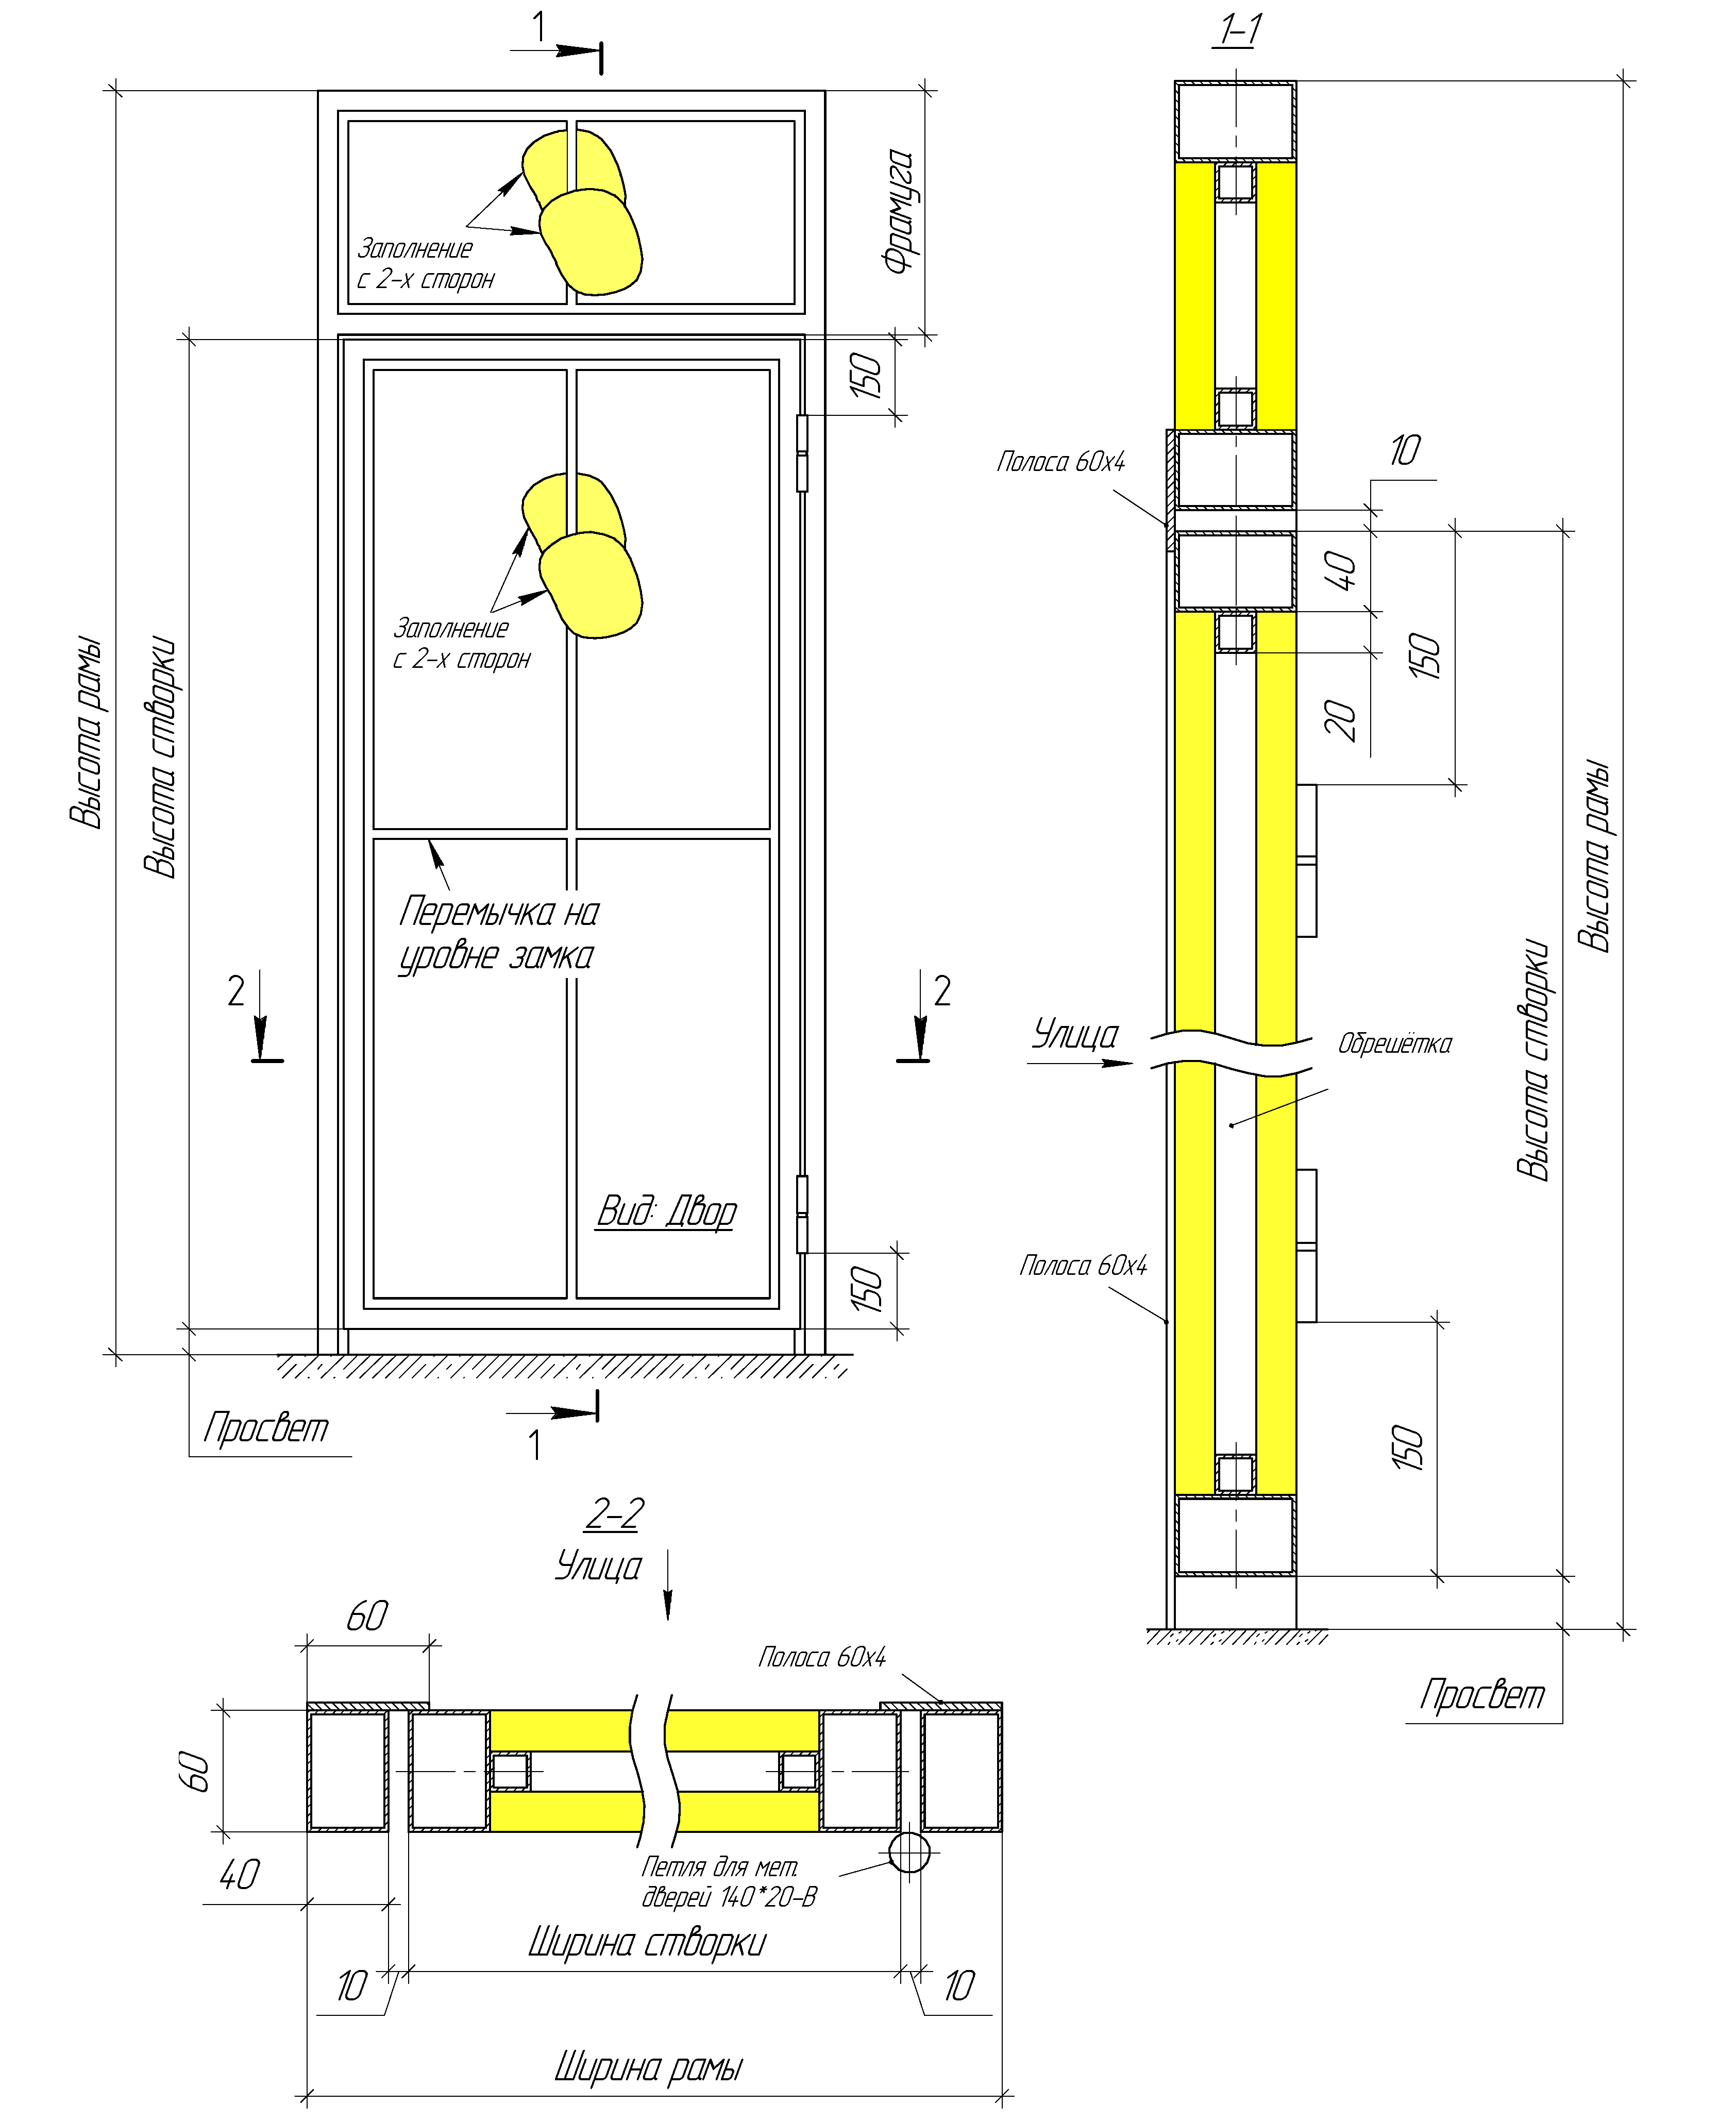 1
Фрамуга
Заполнение
с 2-х сторон
150
Высота рамы
Высота створки
Заполнение
с 2-х сторон
Перемычка на
уровне замка
2
2
Вид: Двор
150
Просвет
1
1-1
Полоса 60х4
10
40
150
20
Высота рамы
Улица
Обрешётка
Высота створки
Полоса 60х4
150
Просвет
2-2
Улица
60
Полоса 60х4
60
40
Петля для мет.
дверей 140*20-В
Ширина створки
10
10
Ширина рамы